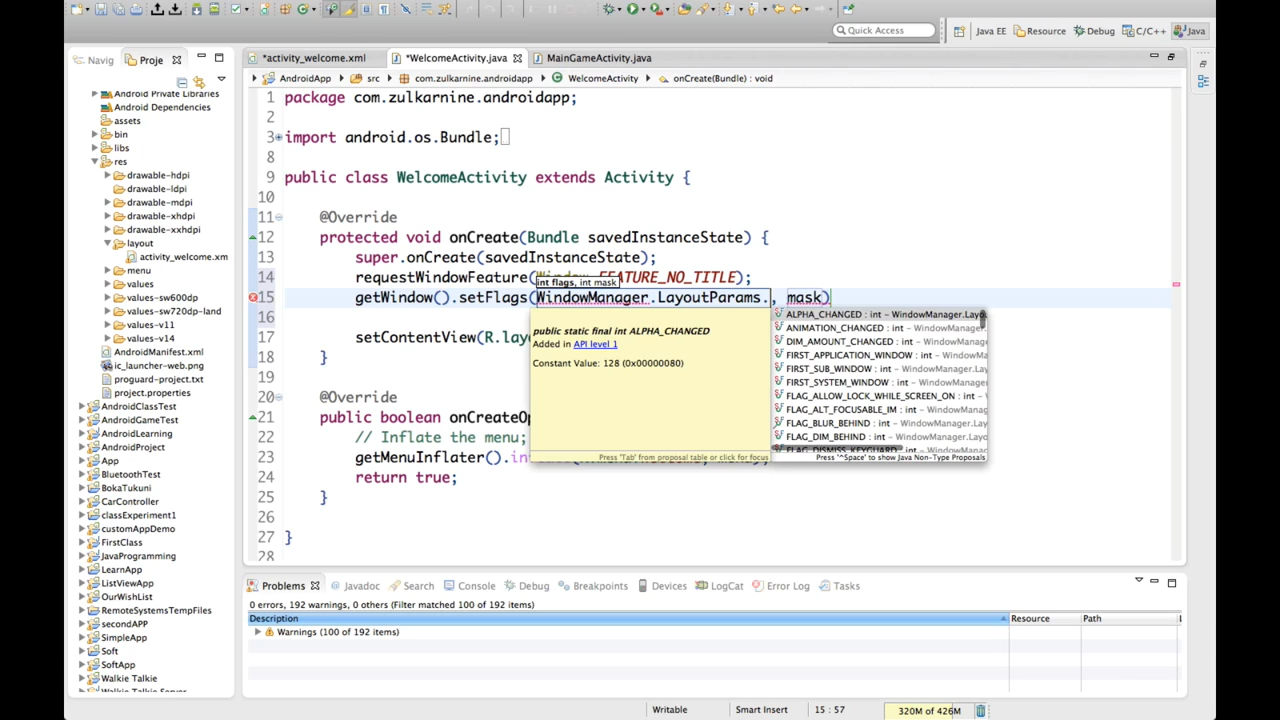 Quick Access
Java EE
Resource
Debug
C/C++
Java
Navig
Proje
*activity_welcome.xml
*WelcomeActivity.java
MainGameActivity.java
AndroidApp
src
com.zulkarnine.androidapp
WelcomeActivity
onCreate(Bundle) : void
Android Private Libraries
Android Dependencies
assets
bin
libs
res
drawable-hdpi
drawable-ldpi
drawable-mdpi
drawable-xhdpi
drawable-xxhdpi
layout
activity_welcome.xm
menu
values
values-sw600dp
values-sw720dp-land
values-v11
values-v14
AndroidManifest.xml
ic_launcher-web.png
proguard-project.txt
project.properties
AndroidClassTest
AndroidGameTest
AndroidLearning
AndroidProject
App
BluetoothTest
BokaTukuni
CarController
classExperiment1
customAppDemo
FirstClass
JavaProgramming
LearnApp
ListViewApp
OurWishList
RemoteSystemsTempFiles
secondAPP
SimpleApp
Soft
SoftApp
Walkie Talkie
Walkie Talkie Server
1 package com.zulkarnine.androidapp;
2
3 import android.os.Bundle;
8
9 public class WelcomeActivity extends Activity {
10
11 @Override
12 protected void onCreate(Bundle savedInstanceState) {
13 super.onCreate(savedInstanceState);
14 requestWindowFeature(Window.FEATURE_NO_TITLE);
int flags, int mask
15 getWindow().setFlags(WindowManager.LayoutParams., mask)
16
17 setContentView(R.layo
18 }
19
20 @Override
21 public boolean onCreateOp
22 // Inflate the menu;
23 getMenuInflater().in
24 return true;
25 }
26
27 }
28
public static final int ALPHA_CHANGED
Added in API level 1
Constant Value: 128 (0x00000080)
Press 'Tab' from proposal table or click for focus
ALPHA_CHANGED : int - WindowManager.Layou
ANIMATION_CHANGED : int - WindowManager.
DIM_AMOUNT_CHANGED : int - WindowManage
FIRST_APPLICATION_WINDOW : int - WindowMa
FIRST_SUB_WINDOW : int - WindowManager.La
FIRST_SYSTEM_WINDOW : int - WindowManage
FLAG_ALLOW_LOCK_WHILE_SCREEN_ON : int -
FLAG_ALT_FOCUSABLE_IM : int - WindowMana
FLAG_BLUR_BEHIND : int - WindowManager.Layo
FLAG_DIM_BEHIND : int - WindowManager.Layo
FLAG_DISMISS_KEYGUARD
Press '^Space' to show Java Non-Type Proposals
Problems
Javadoc
Search
Console
Debug
Breakpoints
Devices
LogCat
Error Log
Tasks
0 errors, 192 warnings, 0 others (Filter matched 100 of 192 items)
Description
Resource
Path
Warnings (100 of 192 items)
Writable
Smart Insert
15 : 57
320M of 426M